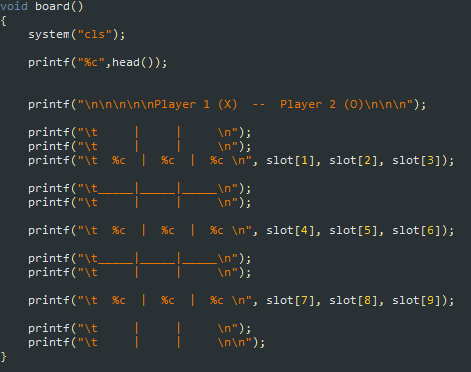 void board()
{
    system("cls");
    printf("%c",head());
    printf("\n\n\n\n\nPlayer 1 (X)  --  Player 2 (O)\n\n\n");
    printf("\t     |     |     \n");
    printf("\t     |     |     \n");
    printf("\t  %c  |  %c  |  %c \n", slot[1], slot[2], slot[3]);
    printf("\t_____|_____|_____\n");
    printf("\t     |     |     \n");
    printf("\t  %c  |  %c  |  %c \n", slot[4], slot[5], slot[6]);
    printf("\t_____|_____|_____\n");
    printf("\t     |     |     \n");
    printf("\t  %c  |  %c  |  %c \n", slot[7], slot[8], slot[9]);
    printf("\t     |     |     \n");
    printf("\t     |     |     \n\n");
}